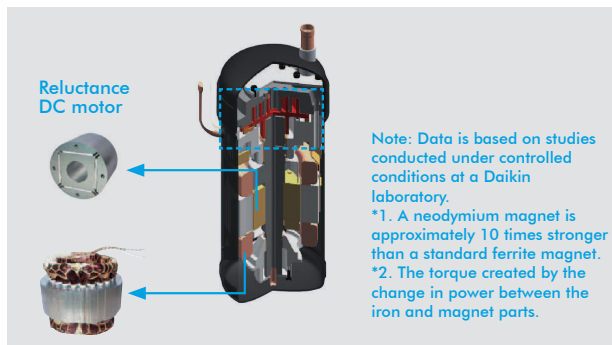 Reluctance
DC motor
Note: Data is based on studies
conducted under controlled
conditions at a Daikin
laboratory.
*1. A neodymium magnet is
approximately 10 times stronger
than a standard ferrite magnet.
*2. The torque created by the
change in power between the
iron and magnet parts.